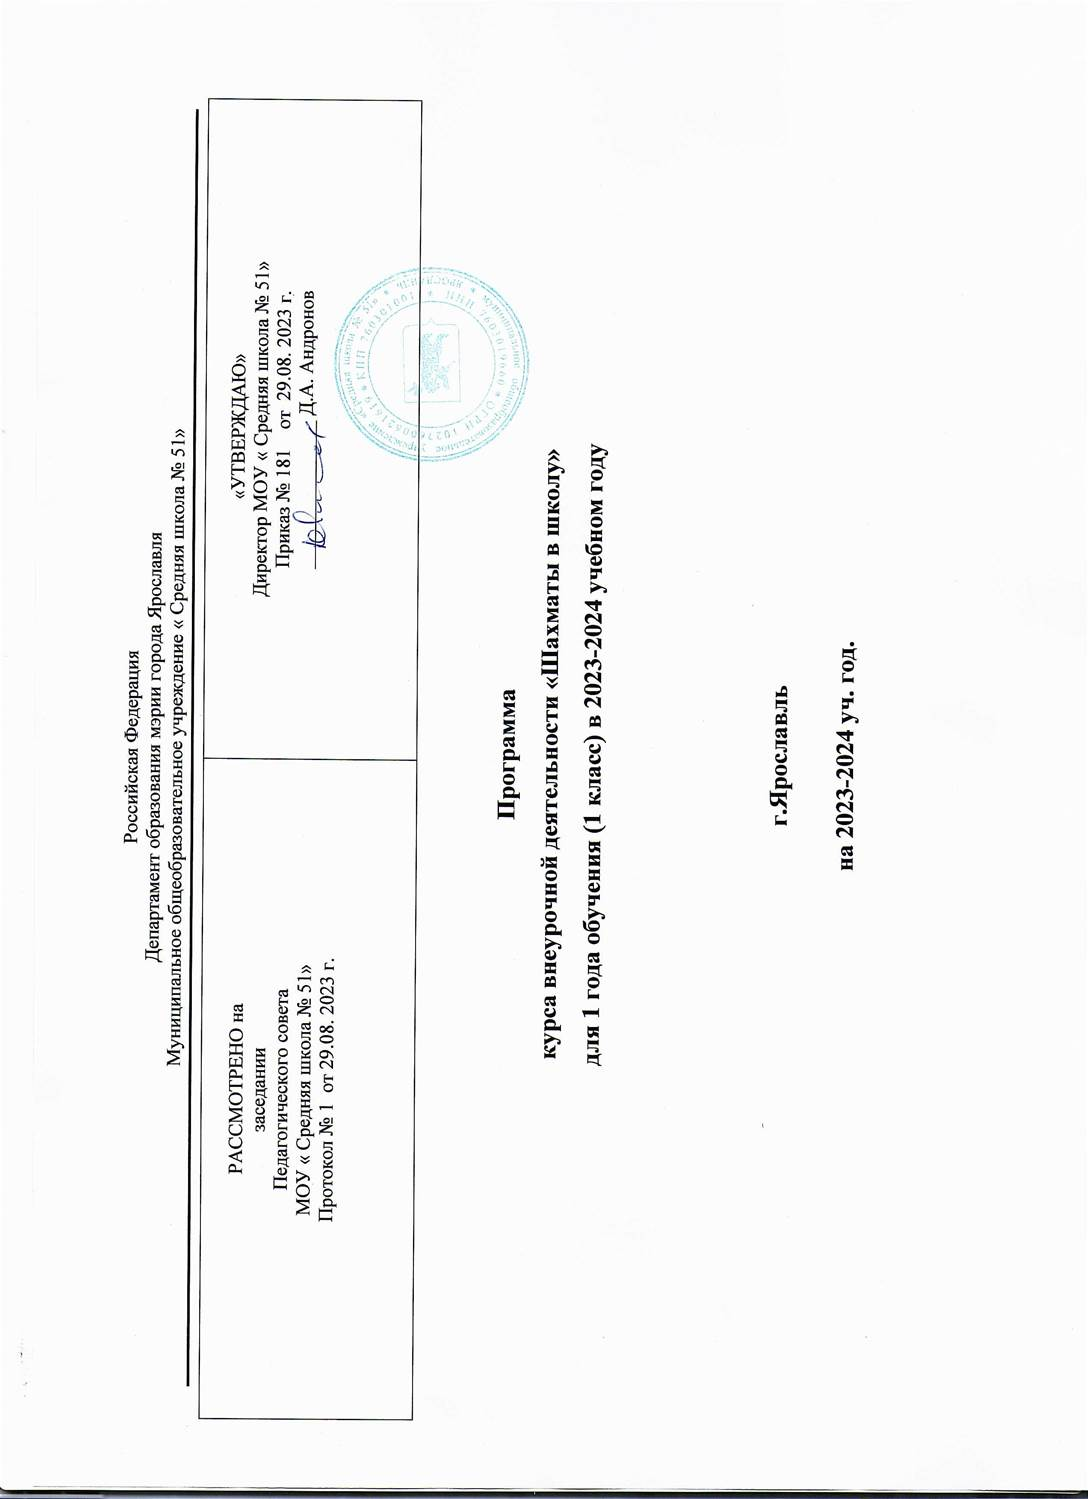 Российская Федерация
Департамент образования мэрии города Ярославля
Муниципальное общеобразовательное учреждение « Средняя школа № 51»
РАССМОТРЕНО на
заседании
Педагогического совета
МОУ « Средняя школа № 51»
Протокол № 1 от 29.08. 2023 г.
«УТВЕРЖДАЮ»
Директор МОУ « Средняя школа № 51»
Приказ № 181 от 29.08. 2023 г.
Д.А. Андронов
Программа
курса внеурочной деятельности «Шахматы в школу»
для 1 года обучения (1 класс) в 2023-2024 учебном году
г.Ярославль
на 2023-2024 уч. год.